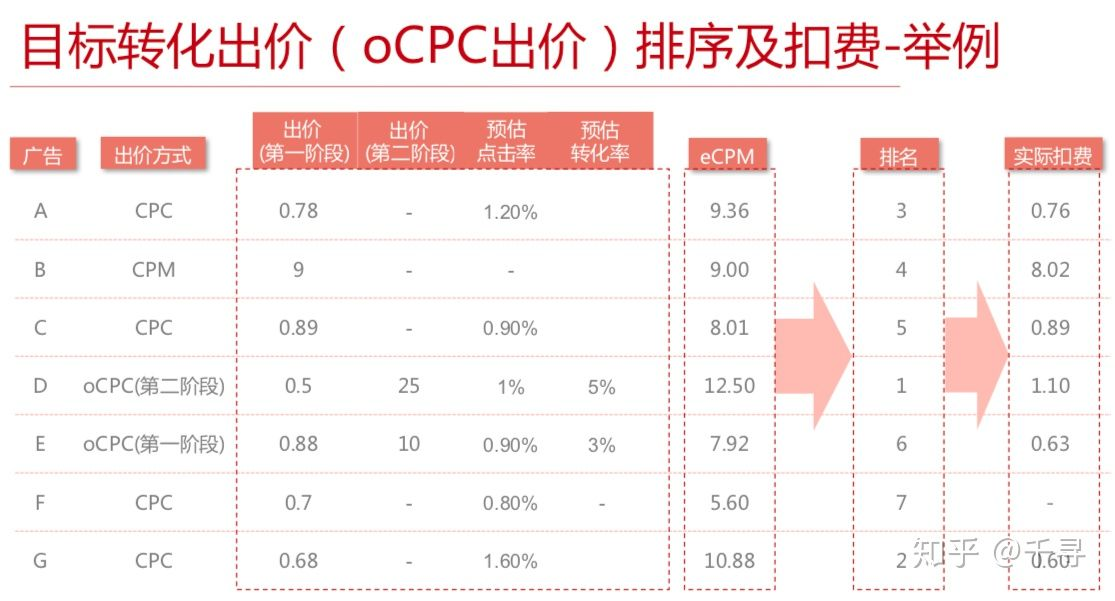 目标转化出价（oCPC出价）排序及扣费-举例
广告 出价方式 出价(第一阶段) 出价(第二阶段) 预估点击率 预估转化率 eCPM 排名 实际扣费
A CPC 0.78 - 1.20% 9.36 3 0.76
B CPM 9 - - 9.00 4 8.02
C CPC 0.89 - 0.90% 8.01 5 0.89
D oCPC(第二阶段) 0.5 25 1% 5% 12.50 1 1.10
E oCPC(第一阶段) 0.88 10 0.90% 3% 7.92 6 0.63
F CPC 0.7 - 0.80% - 5.60 7 -
G CPC 0.68 - 1.60% 10.88 2 0.60
知乎 @千寻